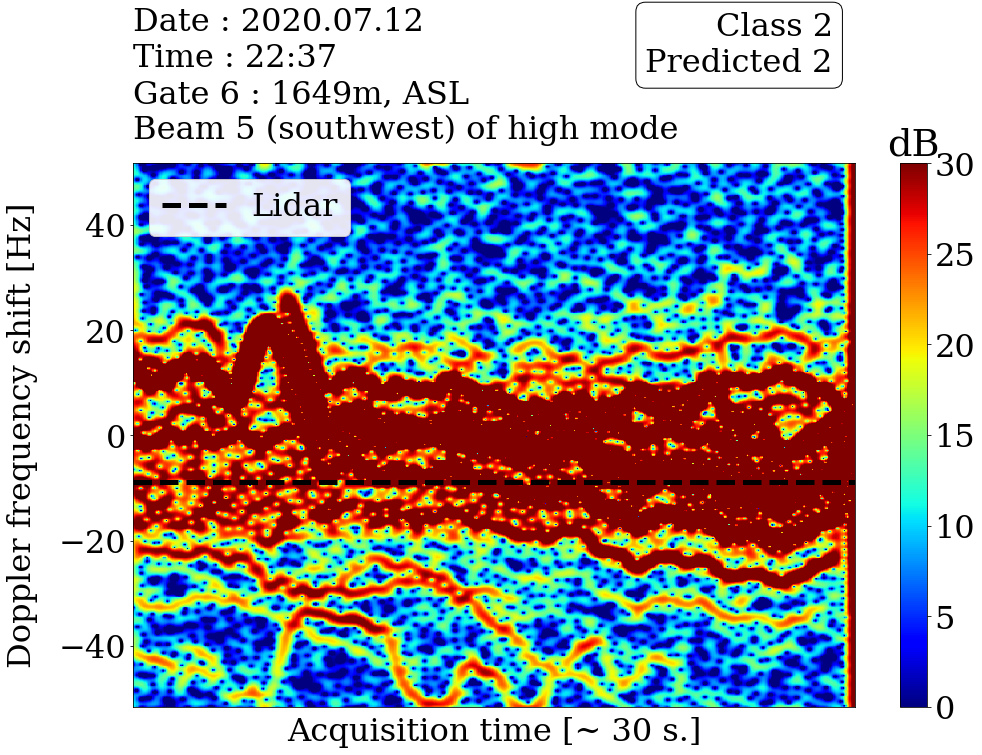 Date : 2020.07.12
Time : 22:37
Gate 6 : 1649m, ASL
Beam 5 (southwest) of high mode
Class 2
Predicted 2
dB
Lidar
Doppler frequency shift [Hz]
40
20
0
−20
−40
Acquisition time [~ 30 s.]
30
25
20
15
10
5
0